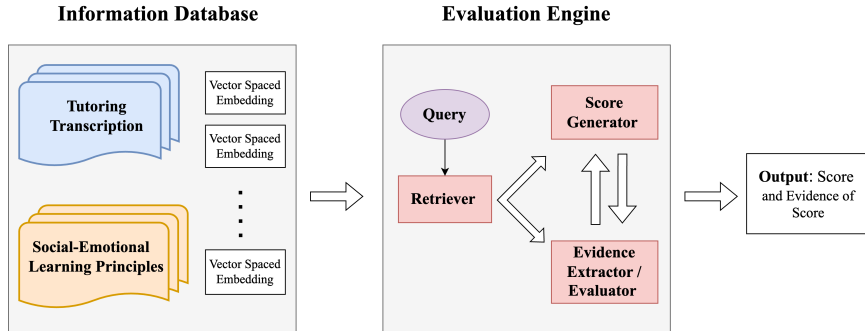 Information Database
Evaluation Engine
Tutoring
Transcription
Vector Spaced
Embedding
Vector Spaced
Embedding
Social-Emotional
Learning Principles
Vector Spaced
Embedding
Query
Retriever
Score
Generator
Evidence
Extractor /
Evaluator
Output: Score
and Evidence of
Score